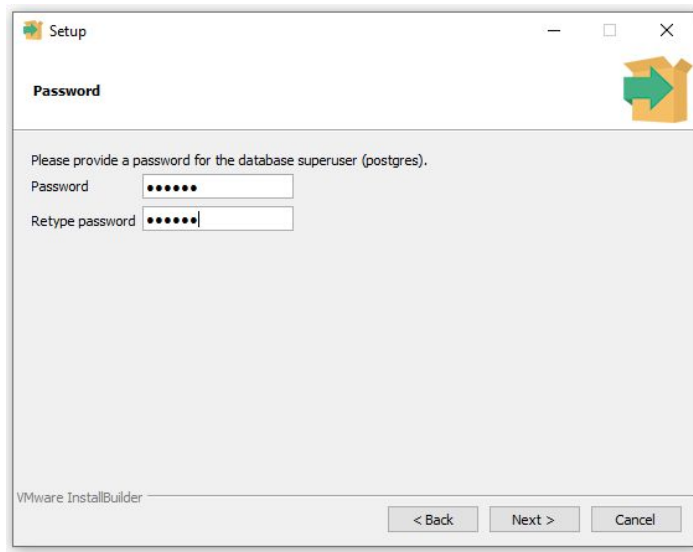 Setup
Password
Please provide a password for the database superuser (postgres).
Password ••••••
Retype password ••••••
VMware InstallBuilder
< Back Next > Cancel